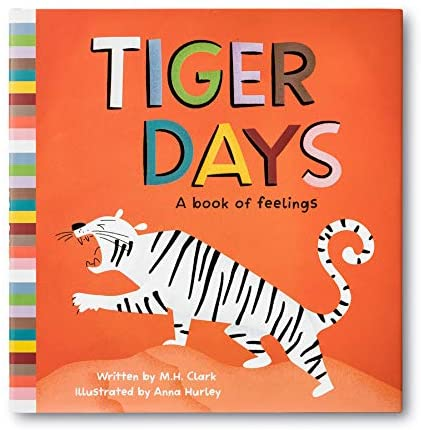 TIGER
DAYS
A book of feelings
Written by M.H. Clark
Illustrated by Anna Hurley